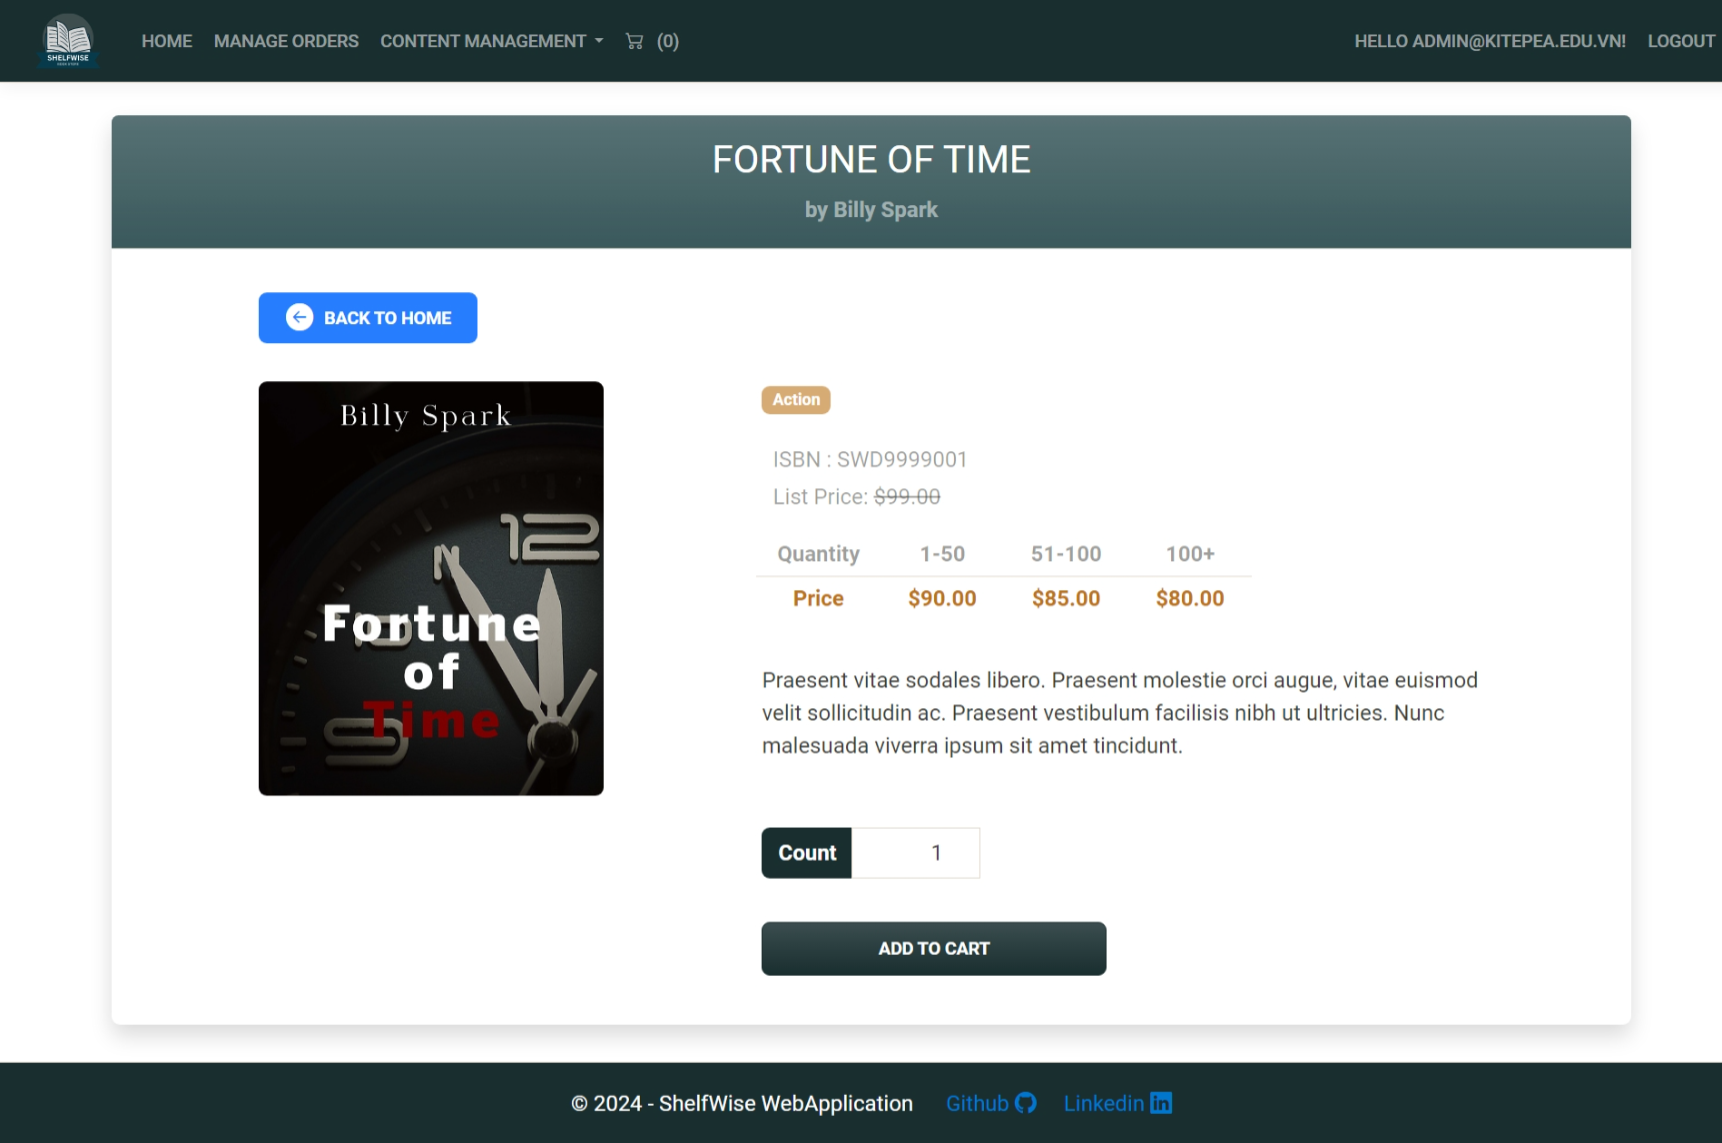 SHELFWISE
HOME
MANAGE ORDERS
CONTENT MANAGEMENT
(0)
HELLO ADMIN@KITEPEA.EDU.VN!
LOGOUT
FORTUNE OF TIME
by Billy Spark
BACK TO HOME
Billy Spark
12
Fortune
of
Time
9
Action
ISBN : SWD9999001
List Price: $99.00
Quantity 1-50 51-100 100+
Price $90.00 $85.00 $80.00
Praesent vitae sodales libero. Praesent molestie orci augue, vitae euismod
velit sollicitudin ac. Praesent vestibulum facilisis nibh ut ultricies. Nunc
malesuada viverra ipsum sit amet tincidunt.
Count 1
ADD TO CART
© 2024 - ShelfWise WebApplication Github Linkedin